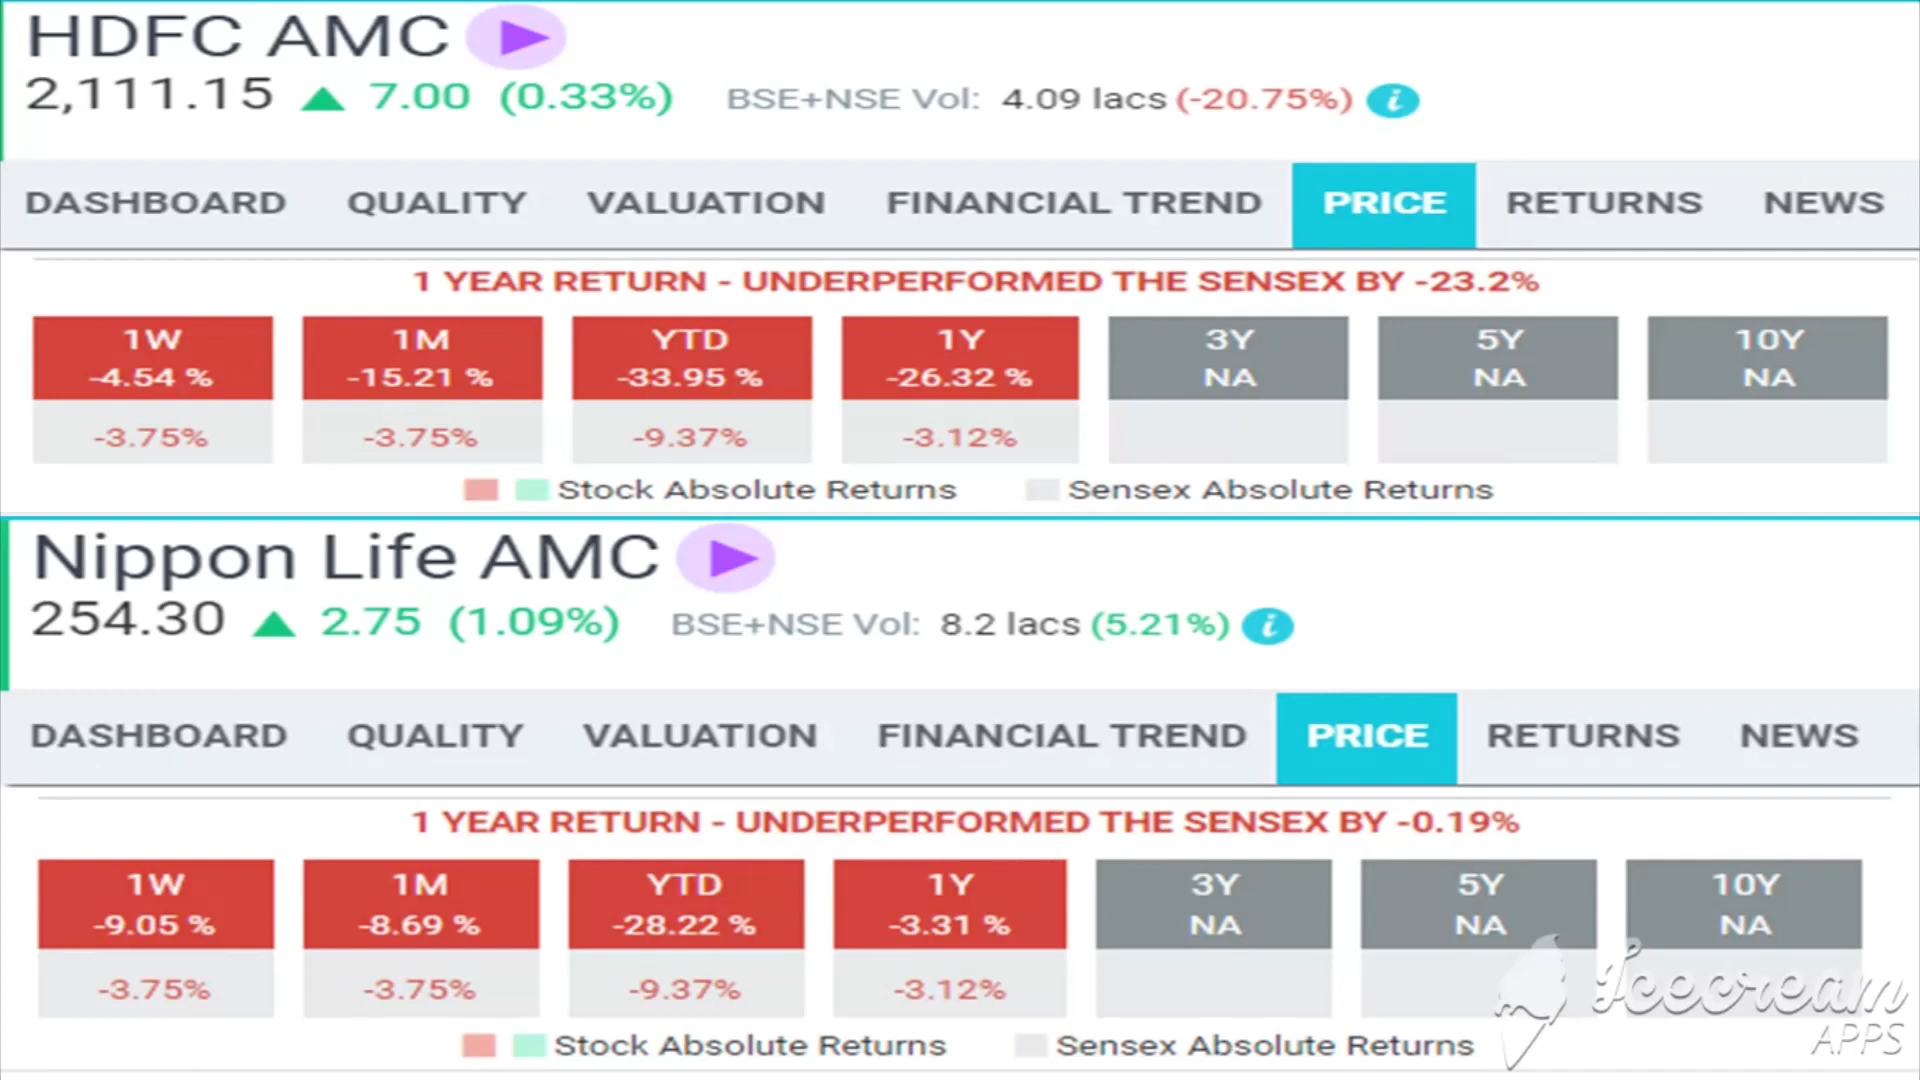 HDFC AMC
2,111.15 ▲ 7.00 (0.33%) BSE+NSE Vol: 4.09 lacs (-20.75%) i
DASHBOARD QUALITY VALUATION FINANCIAL TREND PRICE RETURNS NEWS
1 YEAR RETURN - UNDERPERFORMED THE SENSEX BY -23.2%
1W 1M YTD 1Y 3Y 5Y 10Y
-4.54 % -15.21 % -33.95 % -26.32 % NA NA NA
-3.75% -3.75% -9.37% -3.12%
Stock Absolute Returns Sensex Absolute Returns
Nippon Life AMC
254.30 ▲ 2.75 (1.09%) BSE+NSE Vol: 8.2 lacs (5.21%) i
DASHBOARD QUALITY VALUATION FINANCIAL TREND PRICE RETURNS NEWS
1 YEAR RETURN - UNDERPERFORMED THE SENSEX BY -0.19%
1W 1M YTD 1Y 3Y 5Y 10Y
-9.05 % -8.69 % -28.22 % -3.31 % NA NA NA
-3.75% -3.75% -9.37% -3.12%
Stock Absolute Returns Sensex Absolute Returns
Icecream
APPS